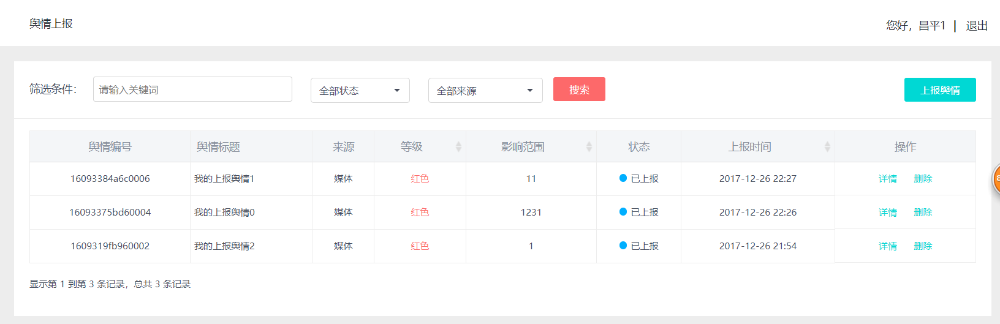 舆情上报
您好，昌平1 | 退出
筛选条件： 请输入关键词 全部状态 全部来源 搜索 上报舆情
舆情编号 舆情标题 来源 等级 影响范围 状态 上报时间 操作
16093384a6c0006 我的上报舆情1 媒体 红色 11 已上报 2017-12-26 22:27 详情 删除
16093375bd60004 我的上报舆情0 媒体 红色 1231 已上报 2017-12-26 22:26 详情 删除
1609319fb960002 我的上报舆情2 媒体 红色 1 已上报 2017-12-26 21:54 详情 删除
显示第 1 到第 3 条记录，总共 3 条记录